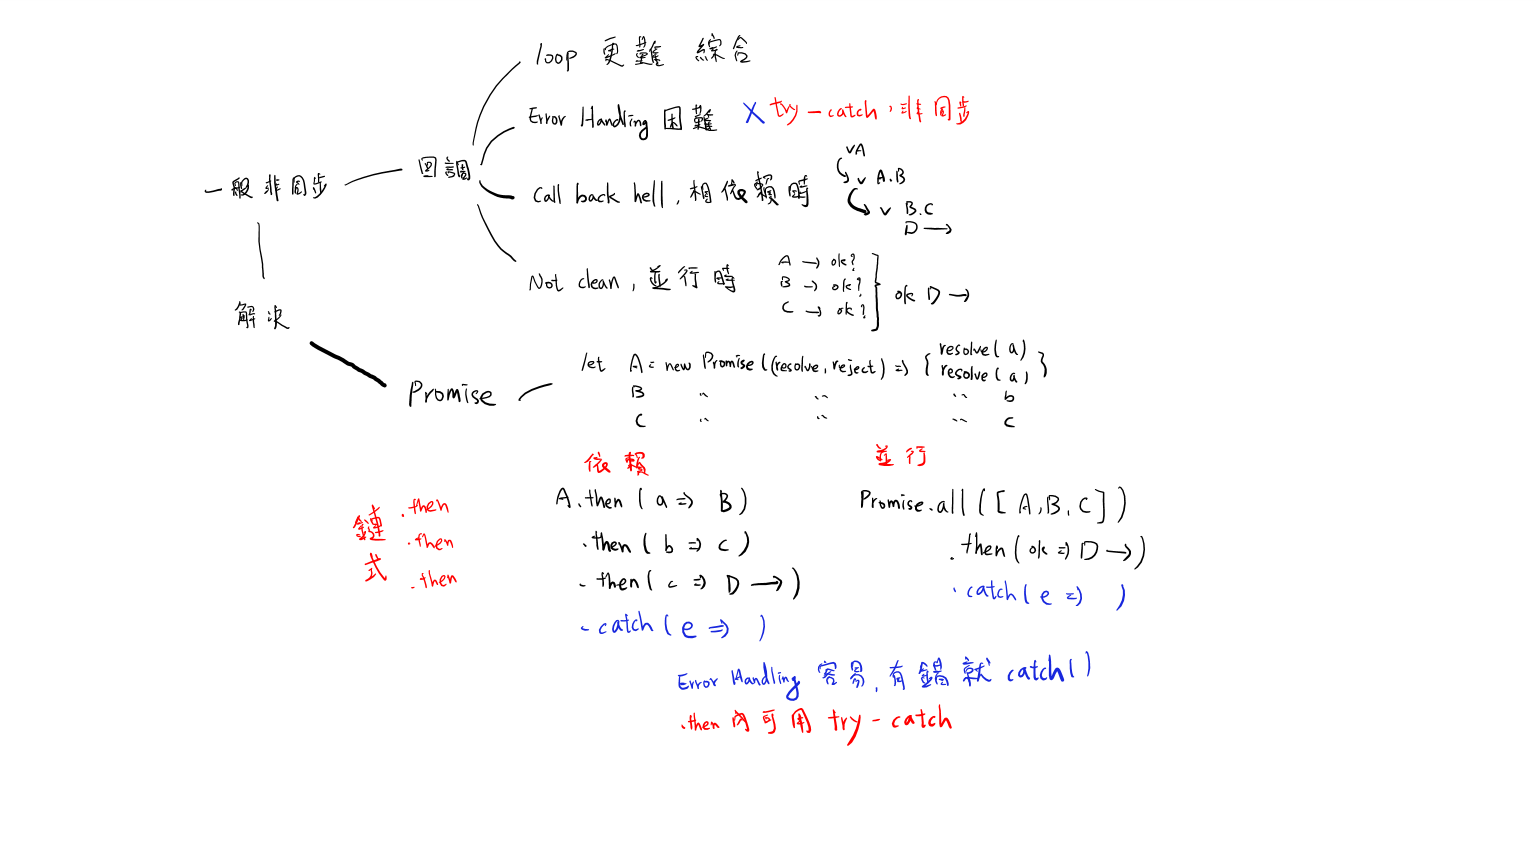 loop 更難 綜合
Error Handling 困難 X try-catch,非同步
一般非同步
回調
Call back hell,相依賴時
vA
v A.B
v B.C
D →
Not clean,並行時
A → ok?
B → ok?
C → ok?
ok D →
解決
Promise
let A = new Promise((resolve, reject) => { resolve(a)
resolve(a) }
B " " " b
C " " " c
依賴
並行
鏈式
.then
.then
.then
A.then(a => B)
.then(b => C)
.then(c => D →)
.catch(e => )
Promise.all([A,B,C])
.then(ok => D →)
.catch(e => )
Error Handling 容易,有錯就 catch()
.then 內可用 try-catch